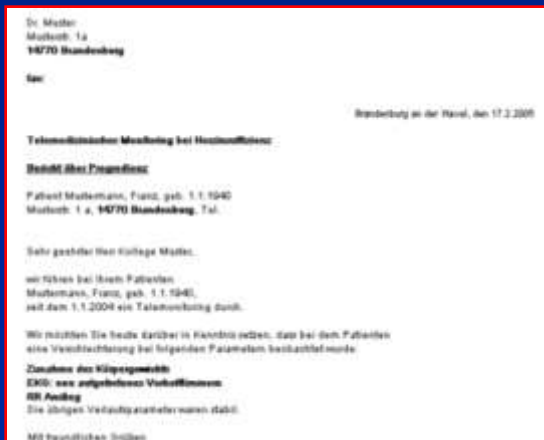 Dr. Muster
Musterstr. 1a
14770 Brandenburg
fax:
Brandenburg an der Havel, den 17.2.2005
Telemedizinisches Monitoring bei Herzinsuffizienz
Bericht über Progredienz
Patient Mustermann, Franz, geb. 1.1.1940
Musterstr. 1 a, 14770 Brandenburg, Tel.
Sehr geehrter Herr Kollege Muster,
wir führen bei Ihrem Patienten
Mustermann, Franz, geb. 1.1.1940,
seit dem 1.1.2004 ein Telemonitoring durch.
Wir möchten Sie heute darüber in Kenntnis setzen, dass bei dem Patienten
eine Verschlechterung bei folgenden Parametern beobachtet wurde:
Zunahme des Körpergewichts
EKG: neu aufgetretenes Vorhofflimmern
RR Anstieg
Die übrigen Verlaufsparameter waren stabil.
Mit freundlichen Grüßen